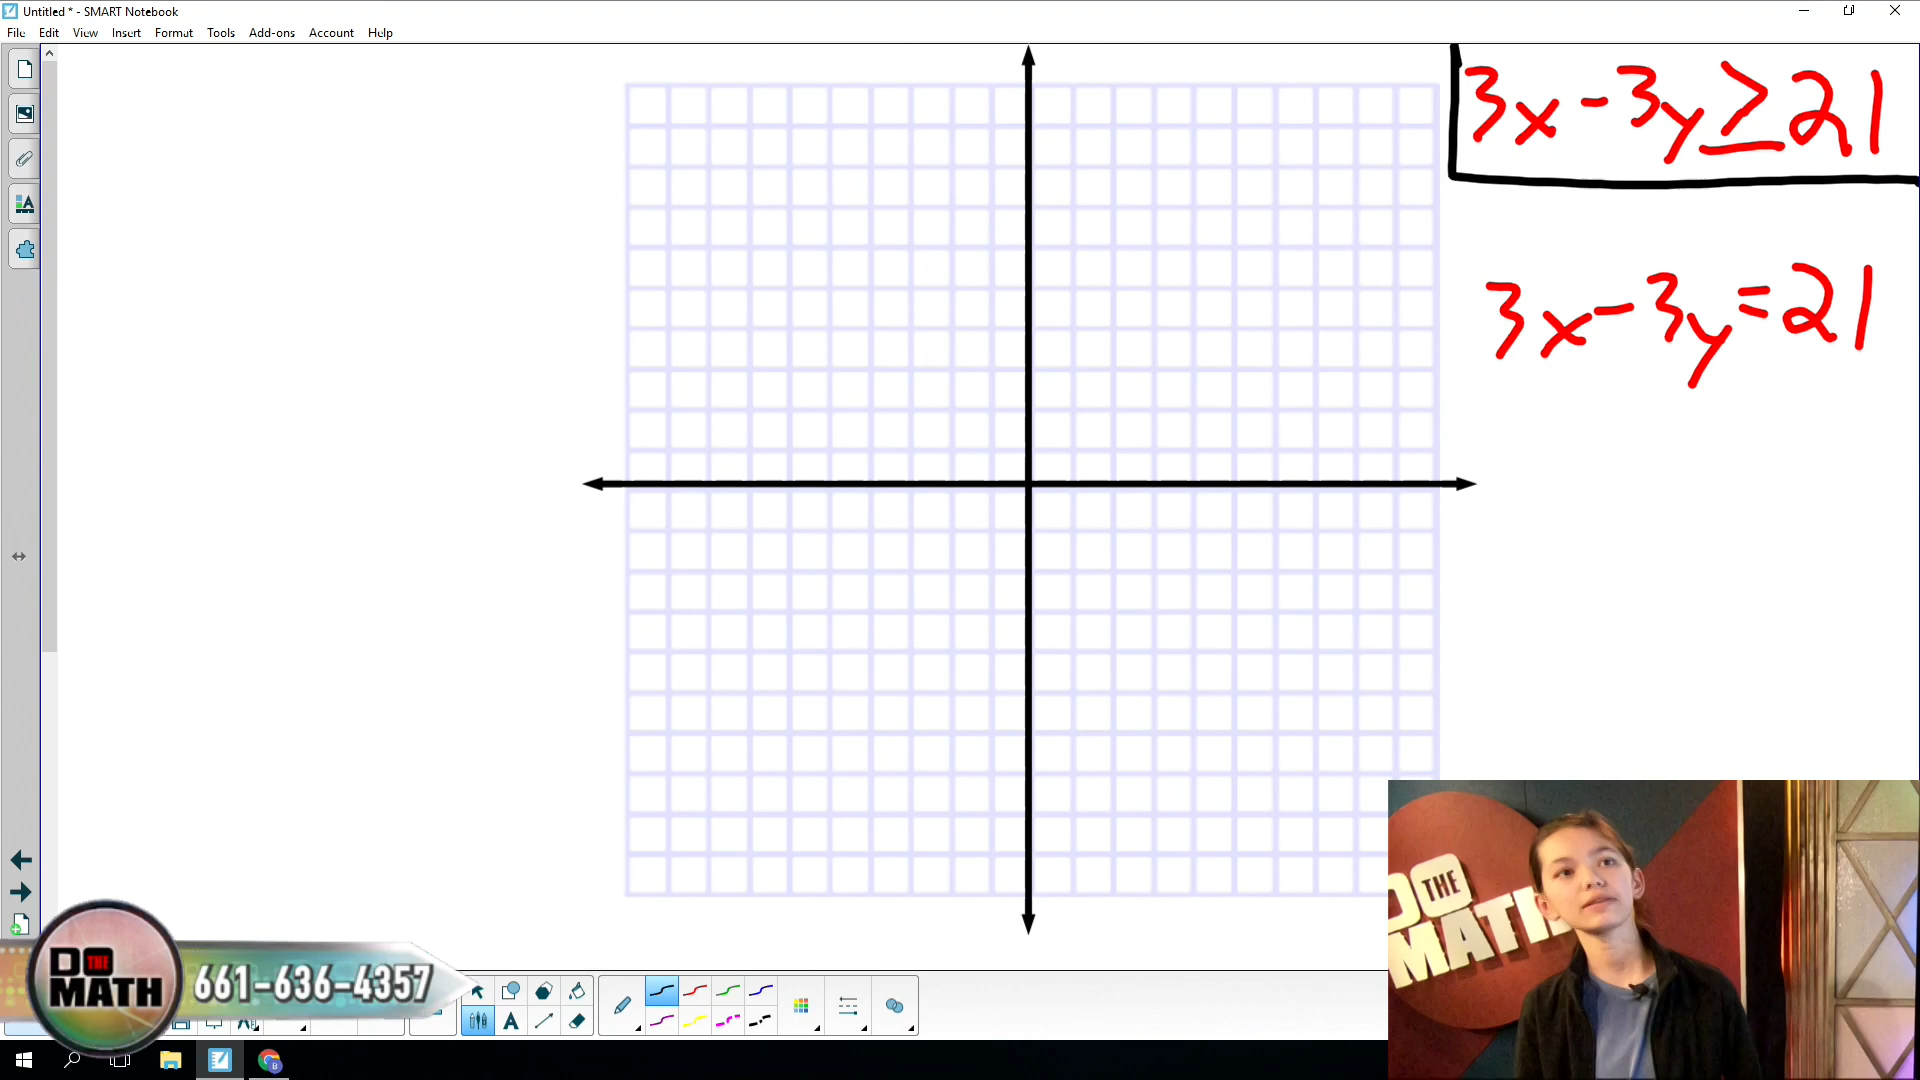 Untitled * - SMART Notebook
File Edit View Insert Format Tools Add-ons Account Help
3x-3y≥21
3x-3y=21
DO THE MATH
DO THE MATH 661-636-4357